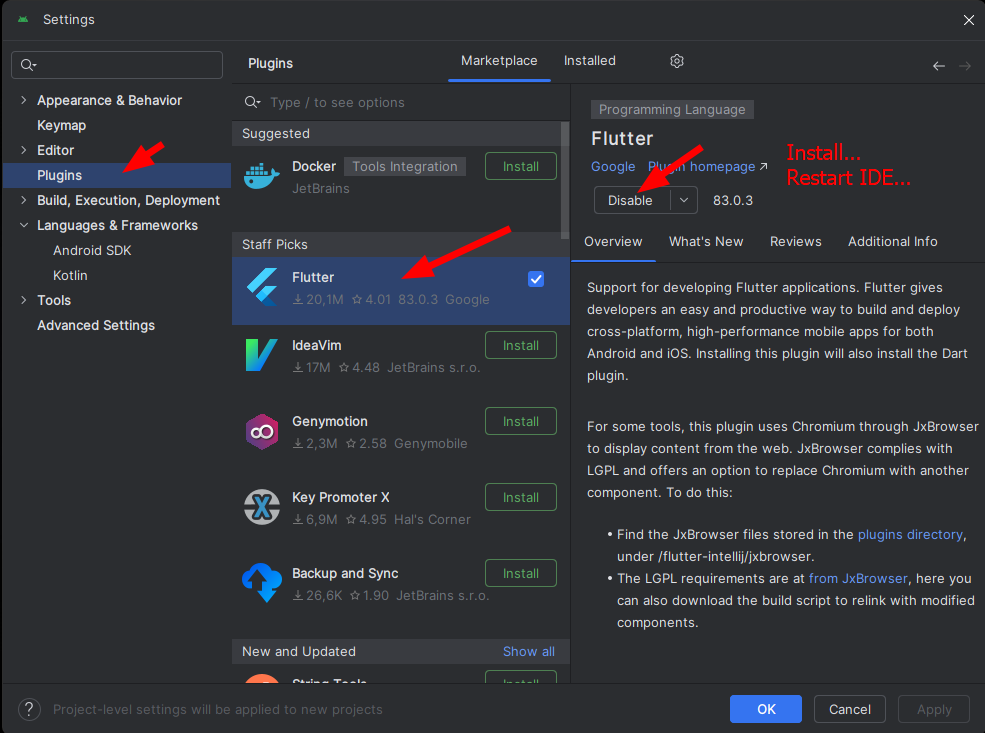 Settings
Plugins
Marketplace
Installed
Appearance & Behavior
Keymap
Editor
Plugins
Build, Execution, Deployment
Languages & Frameworks
Android SDK
Kotlin
Tools
Advanced Settings
Type / to see options
Suggested
Docker Tools Integration
JetBrains
Install
Staff Picks
Flutter
20,1M 4.01 83.0.3 Google
IdeaVim
17M 4.48 JetBrains s.r.o.
Install
Genymotion
2,3M 2.58 Genymobile
Install
Key Promoter X
6,9M 4.95 Hal's Corner
Install
Backup and Sync
26,6K 1.90 JetBrains s.r.o.
Install
New and Updated Show all
String Tools
Install
Programming Language
Flutter
Google Plugin homepage ↗
Install...
Restart IDE...
Disable 83.0.3
Overview What's New Reviews Additional Info
Support for developing Flutter applications. Flutter gives
developers an easy and productive way to build and deploy
cross-platform, high-performance mobile apps for both
Android and iOS. Installing this plugin will also install the Dart
plugin.
For some tools, this plugin uses Chromium through JxBrowser
to display content from the web. JxBrowser complies with
LGPL and offers an option to replace Chromium with another
component. To do this:
• Find the JxBrowser files stored in the plugins directory,
under /flutter-intellij/jxbrowser.
• The LGPL requirements are at from JxBrowser, here you
can also download the build script to relink with modified
components.
? Project-level settings will be applied to new projects
OK
Cancel
Apply